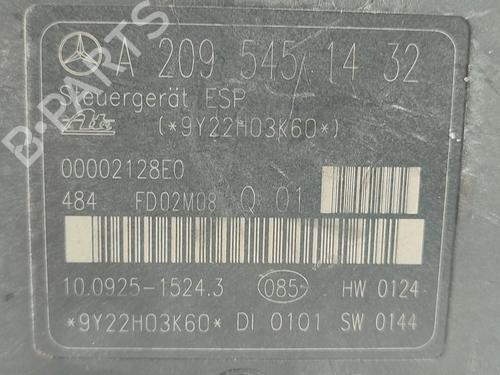 A 209 545 14 32
Steuergerät ESP
Ate
(*9Y22H03K60*)
00002128E0
484 FD02M08 Q 01
10.0925-1524.3 085 HW 0124
*9Y22H03K60* DI 0101 SW 0144
B-PARTS